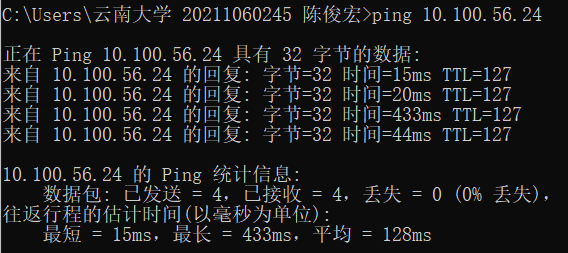 C:\Users\云南大学 20211060245 陈俊宏>ping 10.100.56.24
正在 Ping 10.100.56.24 具有 32 字节的数据:
来自 10.100.56.24 的回复: 字节=32 时间=15ms TTL=127
来自 10.100.56.24 的回复: 字节=32 时间=20ms TTL=127
来自 10.100.56.24 的回复: 字节=32 时间=433ms TTL=127
来自 10.100.56.24 的回复: 字节=32 时间=44ms TTL=127
10.100.56.24 的 Ping 统计信息:
数据包: 已发送 = 4，已接收 = 4，丢失 = 0 (0% 丢失)，
往返行程的估计时间(以毫秒为单位):
最短 = 15ms，最长 = 433ms，平均 = 128ms